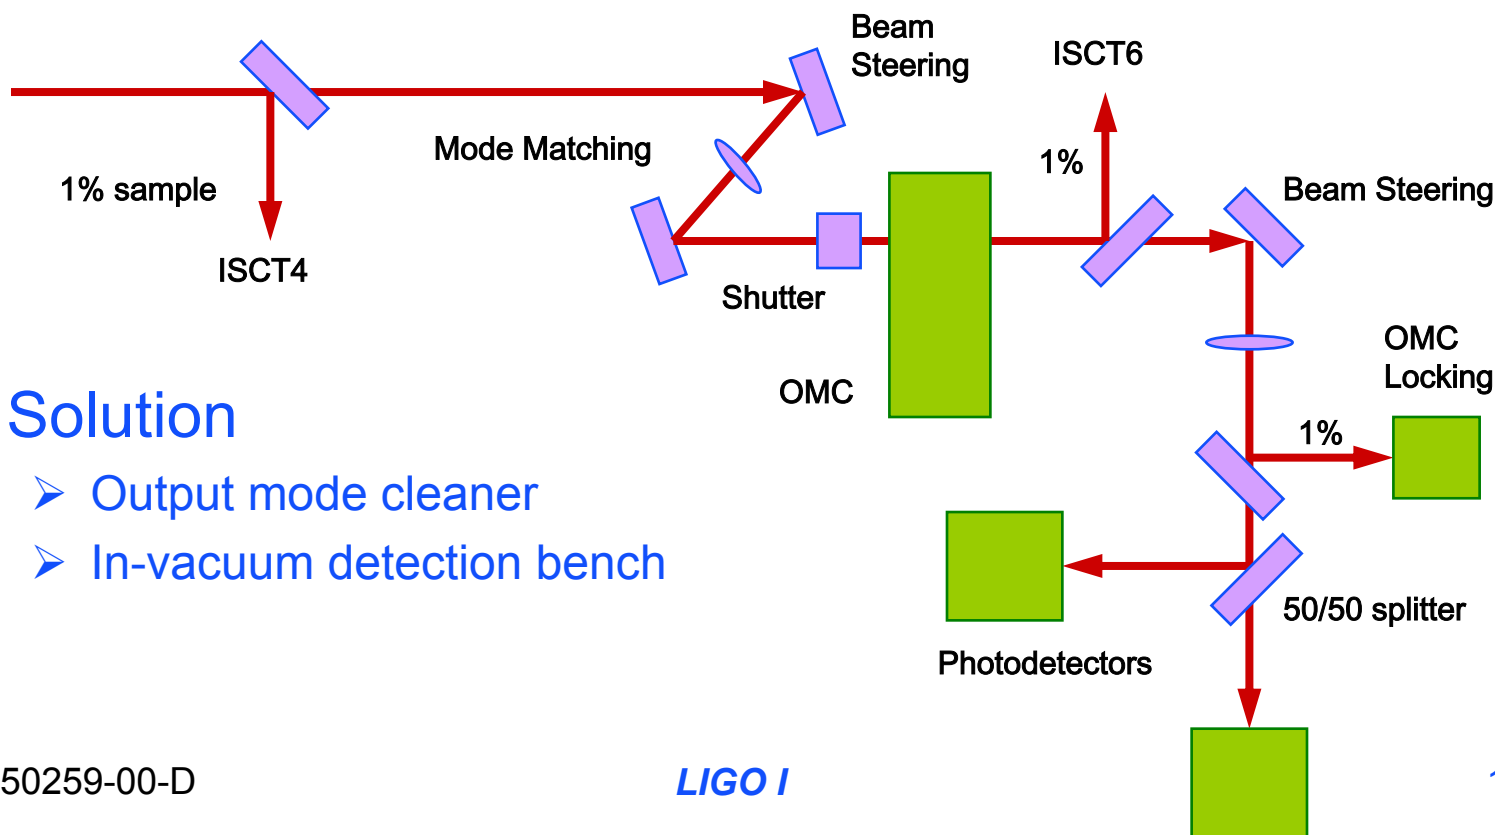 Beam
Steering
ISCT6
Mode Matching
1%
1% sample
Beam Steering
ISCT4
Shutter
OMC
Locking
OMC
Solution
1%
➢ Output mode cleaner
➢ In-vacuum detection bench
50/50 splitter
Photodetectors
50259-00-D
LIGO I